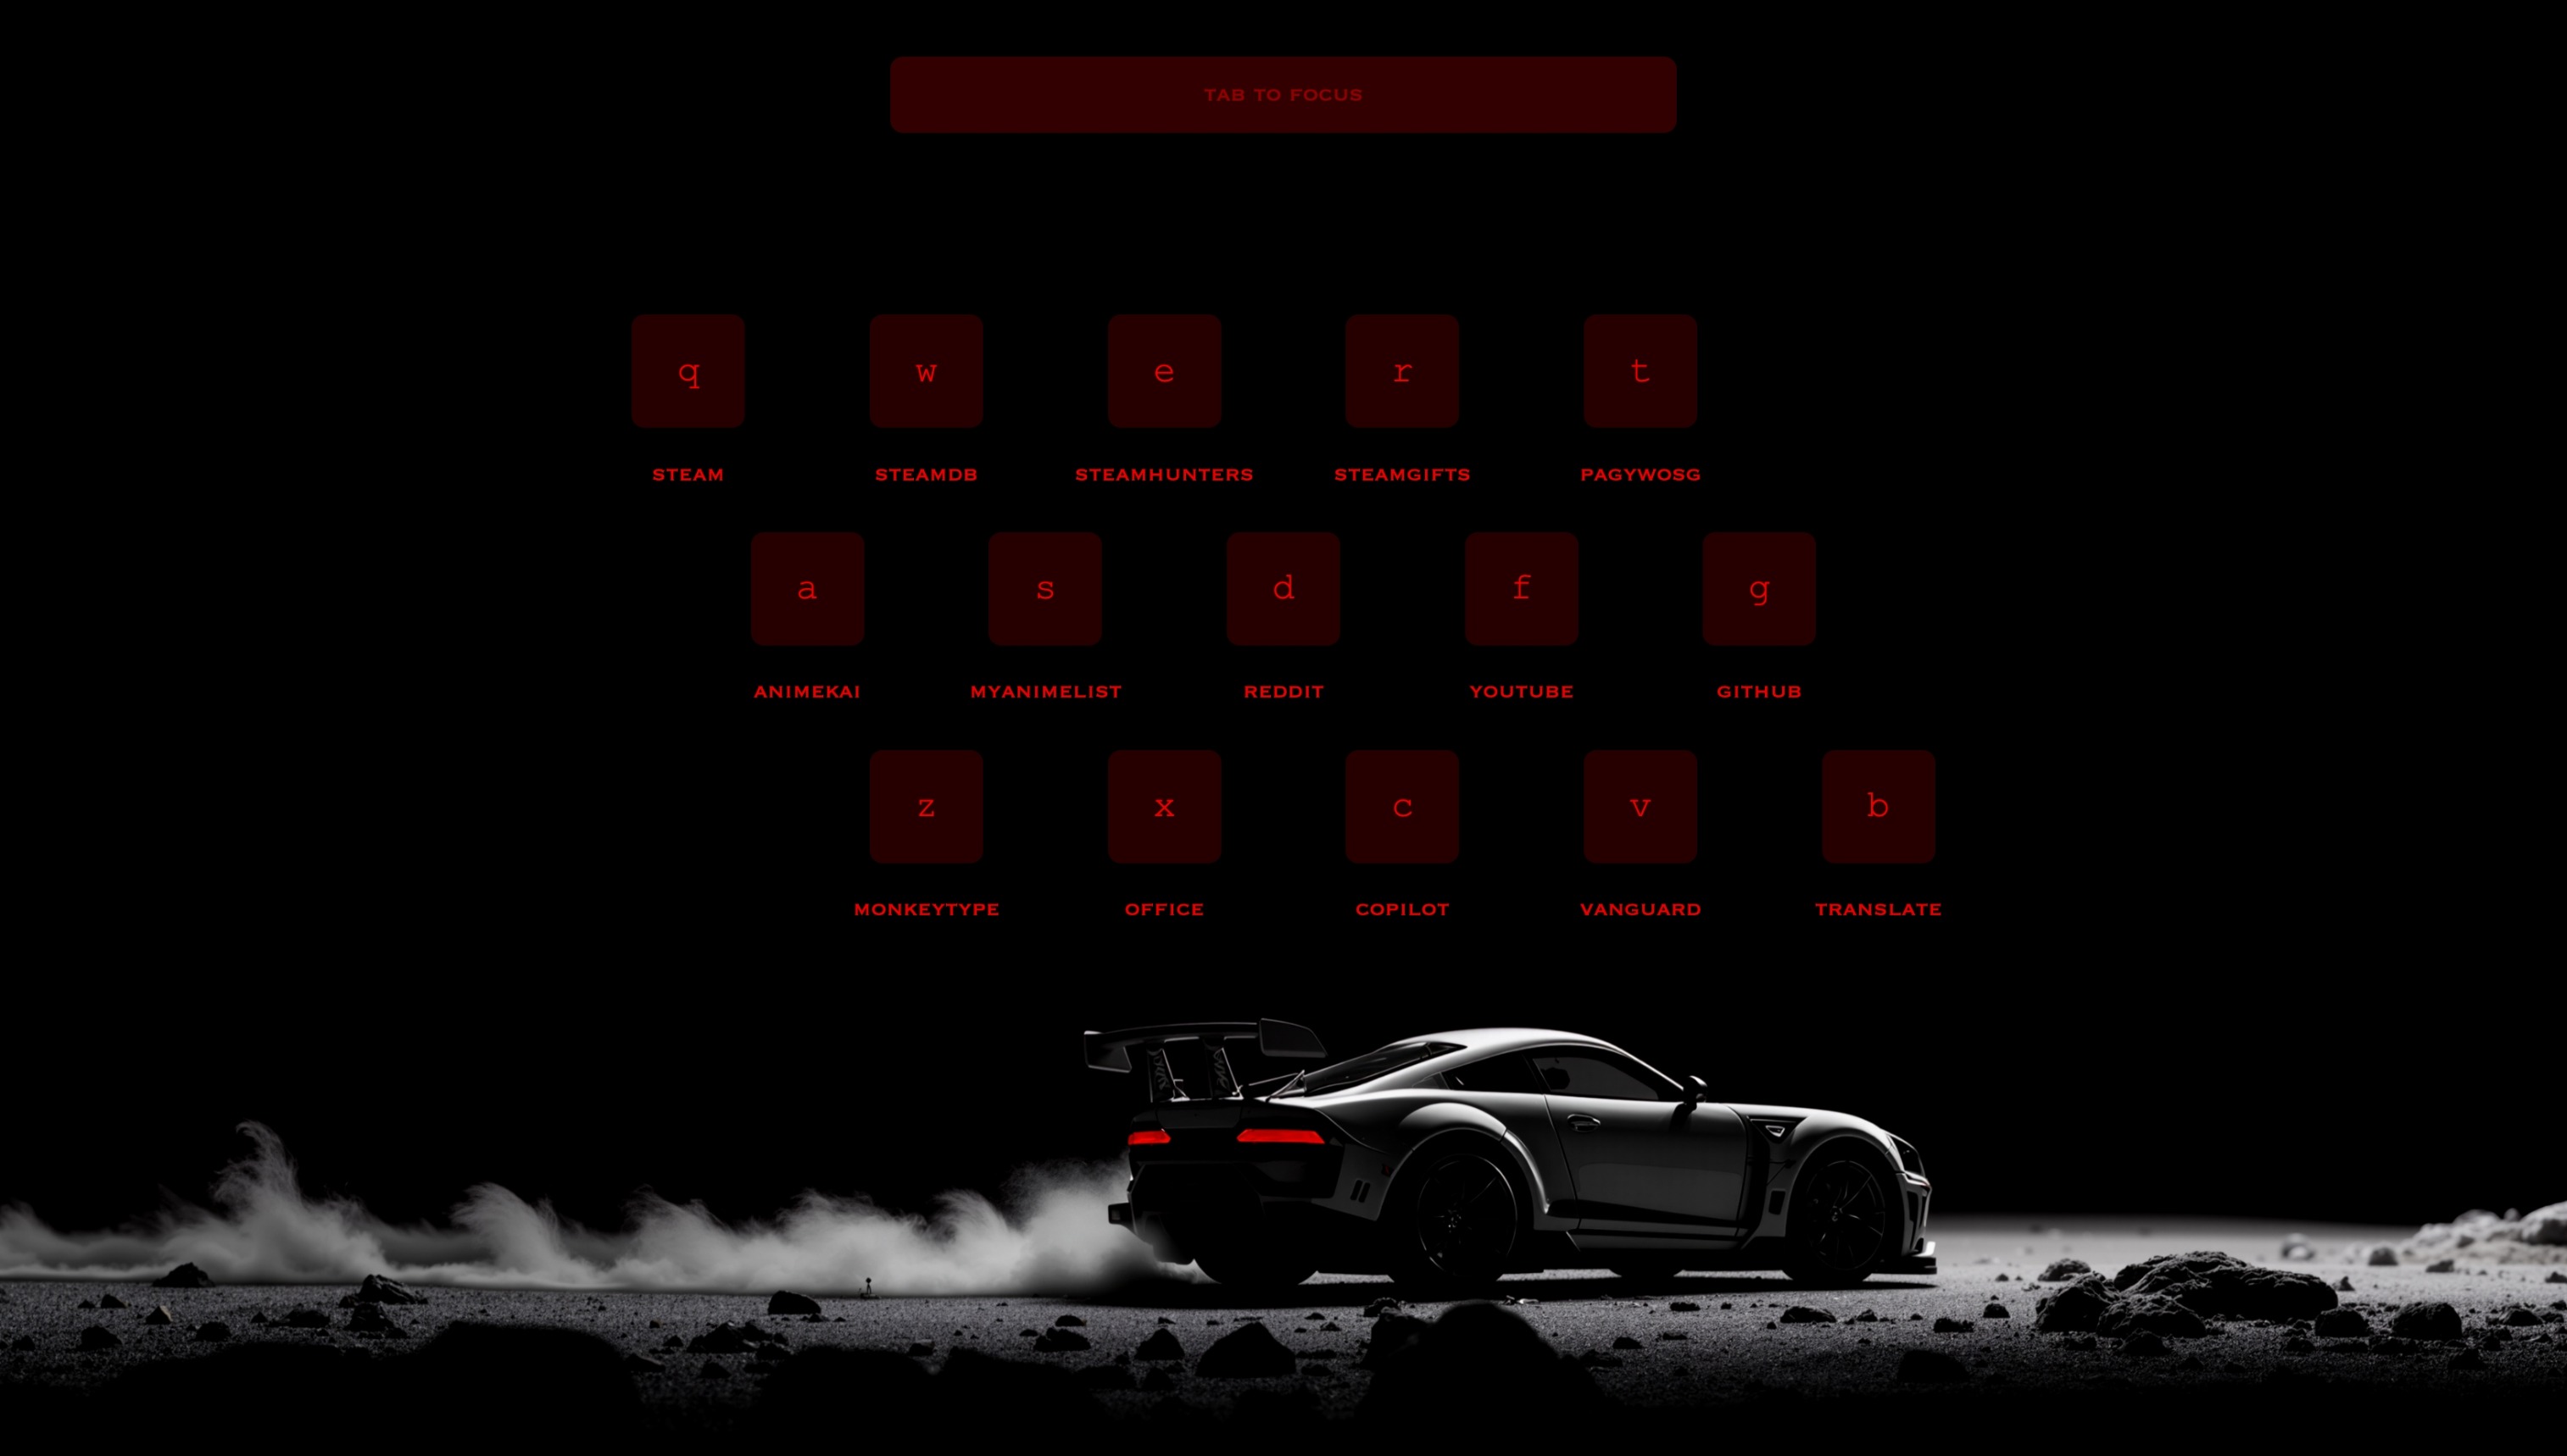 TAB TO FOCUS
q w e r t
STEAM STEAMDB STEAMHUNTERS STEAMGIFTS PAGYWOSG
a s d f g
ANIMEKAI MYANIMELIST REDDIT YOUTUBE GITHUB
z x c v b
MONKEYTYPE OFFICE COPILOT VANGUARD TRANSLATE